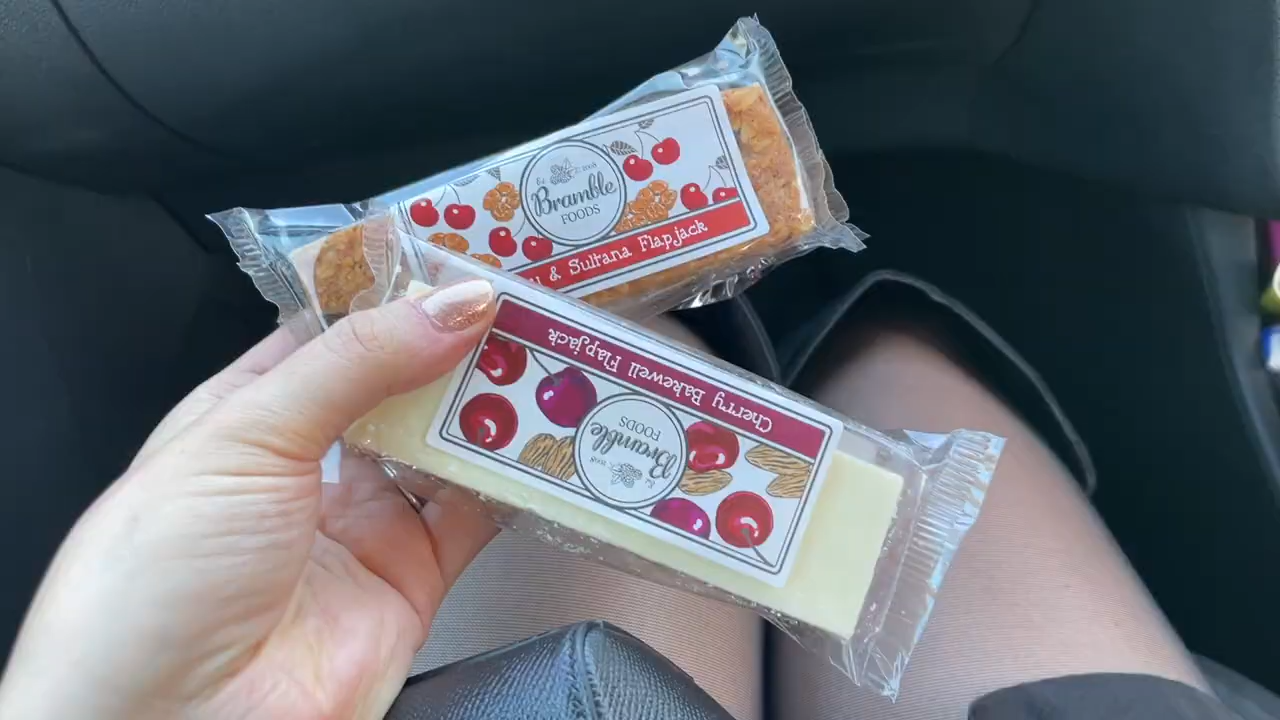 Est. 2008
Bramble
FOODS
& Sultana Flapjack
Cherry Bakewell Flapjack
Bramble
FOODS
Est. 2008